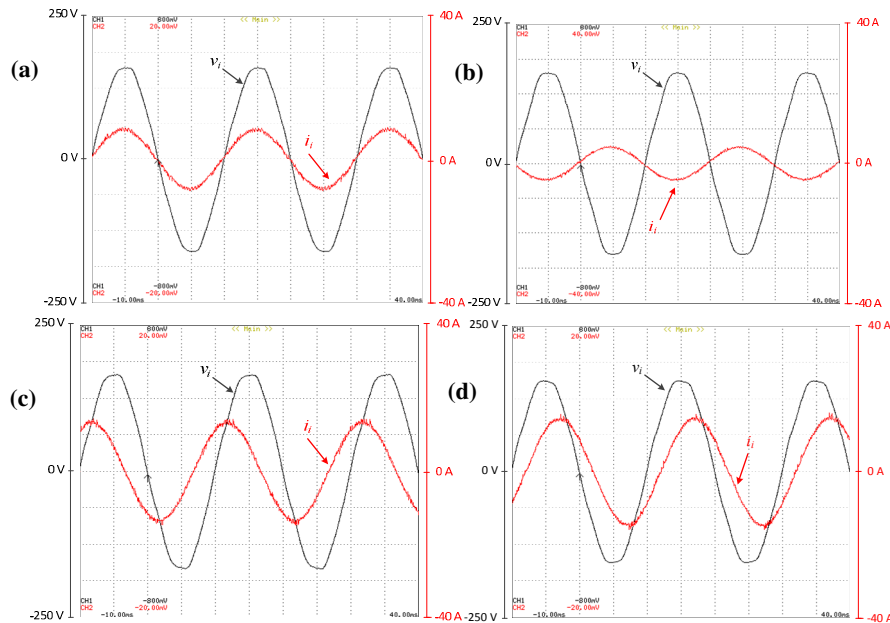 250 V
CH1 800mV
CH2 20.00mV
<< Main >>
40 A
(a)
v_i
i_i
0 V
0 A
CH1 -800mV
CH2 -20.00mV
-10.00ms
40.00ms
-250 V
-40 A
250 V
CH1 800mV
CH2 40.00mV
<< Main >>
40 A
(b)
v_i
0 V
0 A
i_i
CH1 -800mV
CH2 -40.00mV
-10.00ms
40.00ms
-250 V
-40 A
250 V
CH1 800mV
CH2 20.00mV
<< Main >>
40 A
(c)
v_i
i_i
0 V
0 A
CH1 -800mV
CH2 -20.00mV
-10.00ms
40.00ms
-250 V
-40 A
250 V
CH1 800mV
CH2 20.00mV
<< Main >>
40 A
(d)
v_i
i_i
0 V
0 A
CH1 -800mV
CH2 -20.00mV
-10.00ms
40.00ms
-250 V
-40 A